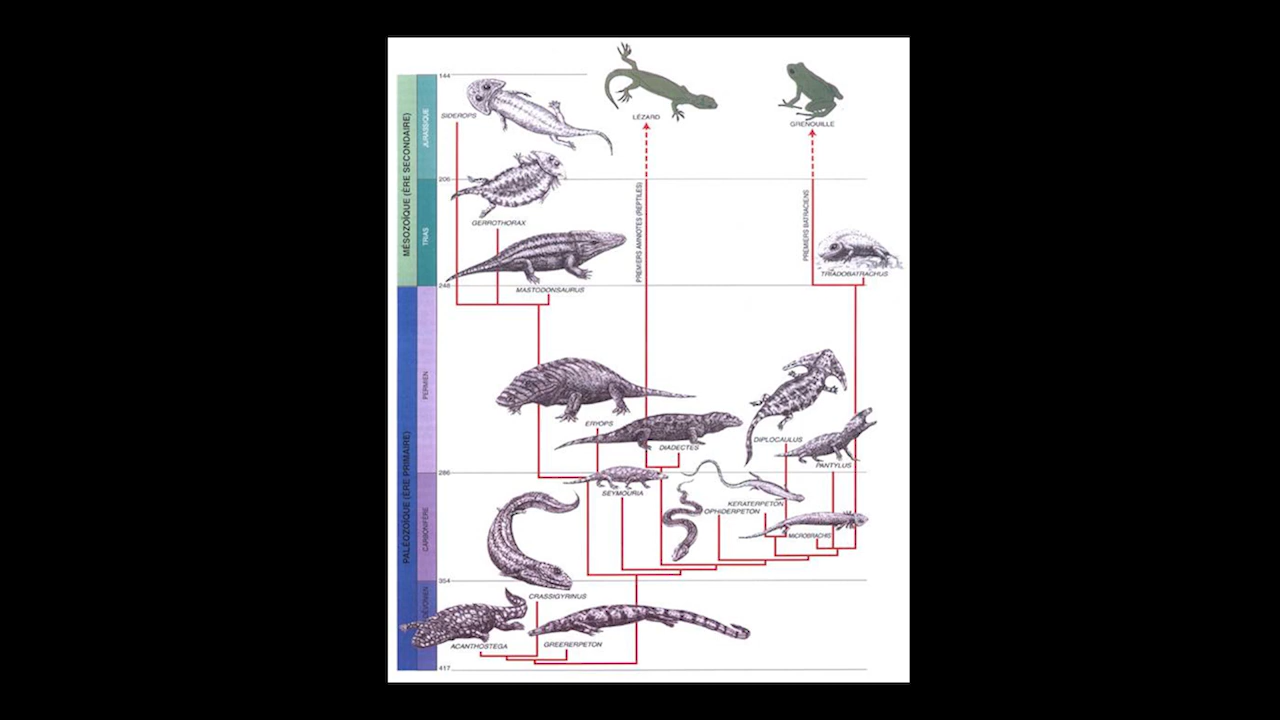 144
SIDEROPS
LÉZARD
GRENOUILLE
JURASSIQUE
MÉSOZOÏQUE (ÈRE SECONDAIRE)
206
GERROTHORAX
TRIAS
PREMIERS AMNIOTES (REPTILES)
PREMIERS BATRACIENS
TRIADOBATRACHUS
248
MASTODONSAURUS
PERMIEN
ERYOPS
DIADECTES
DIPLOCAULUS
PANTYLUS
286
SEYMOURIA
KERATERPETON
OPHIDERPETON
MICROBRACHIS
PALÉOZOÏQUE (ÈRE PRIMAIRE)
CARBONIFÈRE
354
CRASSIGYRINUS
DÉVONIEN
ACANTHOSTEGA
GREERERPETON
417